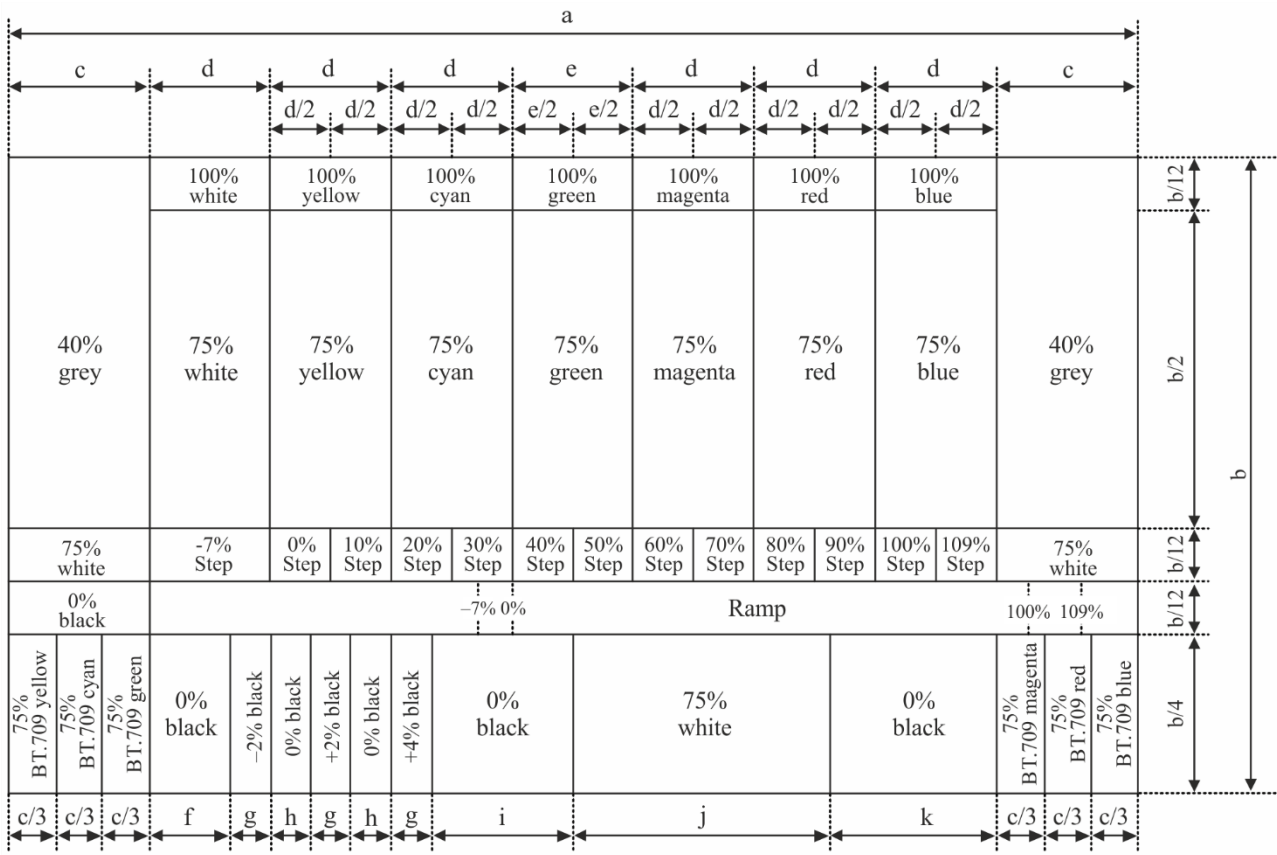 a
c d d d e d d d c
d/2 d/2 d/2 d/2 e/2 e/2 d/2 d/2 d/2 d/2 d/2 d/2
100% 100% 100% 100% 100% 100% 100%
white yellow cyan green magenta red blue
b/12
40% 75% 75% 75% 75% 75% 75% 75% 40%
grey white yellow cyan green magenta red blue grey
b/2
b
75% -7% 0% 10% 20% 30% 40% 50% 60% 70% 80% 90% 100% 109% 75%
white Step Step Step Step Step Step Step Step Step Step Step Step Step white
b/12
0%
black
–7% 0% Ramp 100% 109%
b/12
75%
BT.709 yellow
75%
BT.709 cyan
75%
BT.709 green
0%
black
–2% black
0% black
+2% black
0% black
+4% black
0%
black
75%
white
0%
black
75%
BT.709 magenta
75%
BT.709 red
75%
BT.709 blue
b/4
c/3 c/3 c/3 f g h g h g i j k c/3 c/3 c/3